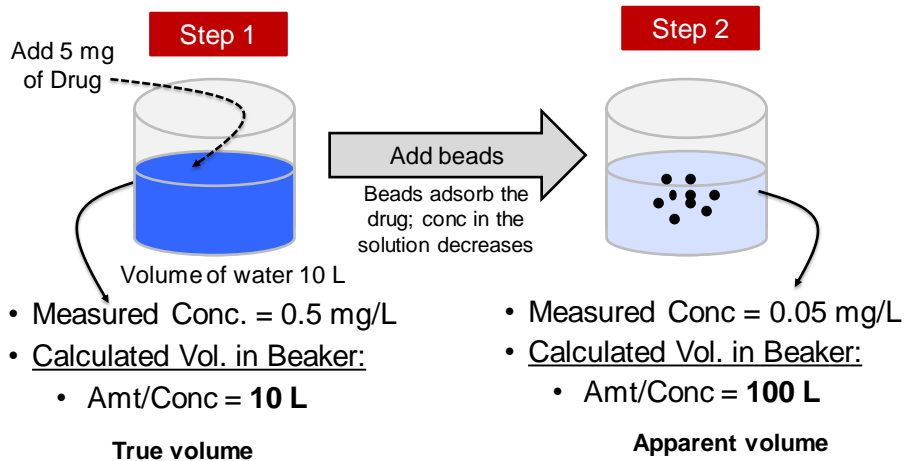 Step 1
Step 2
Add 5 mg
of Drug
Add beads
Beads adsorb the
drug; conc in the
solution decreases
Volume of water 10 L
• Measured Conc. = 0.5 mg/L
• Calculated Vol. in Beaker:
• Amt/Conc = 10 L
True volume
• Measured Conc = 0.05 mg/L
• Calculated Vol. in Beaker:
• Amt/Conc = 100 L
Apparent volume